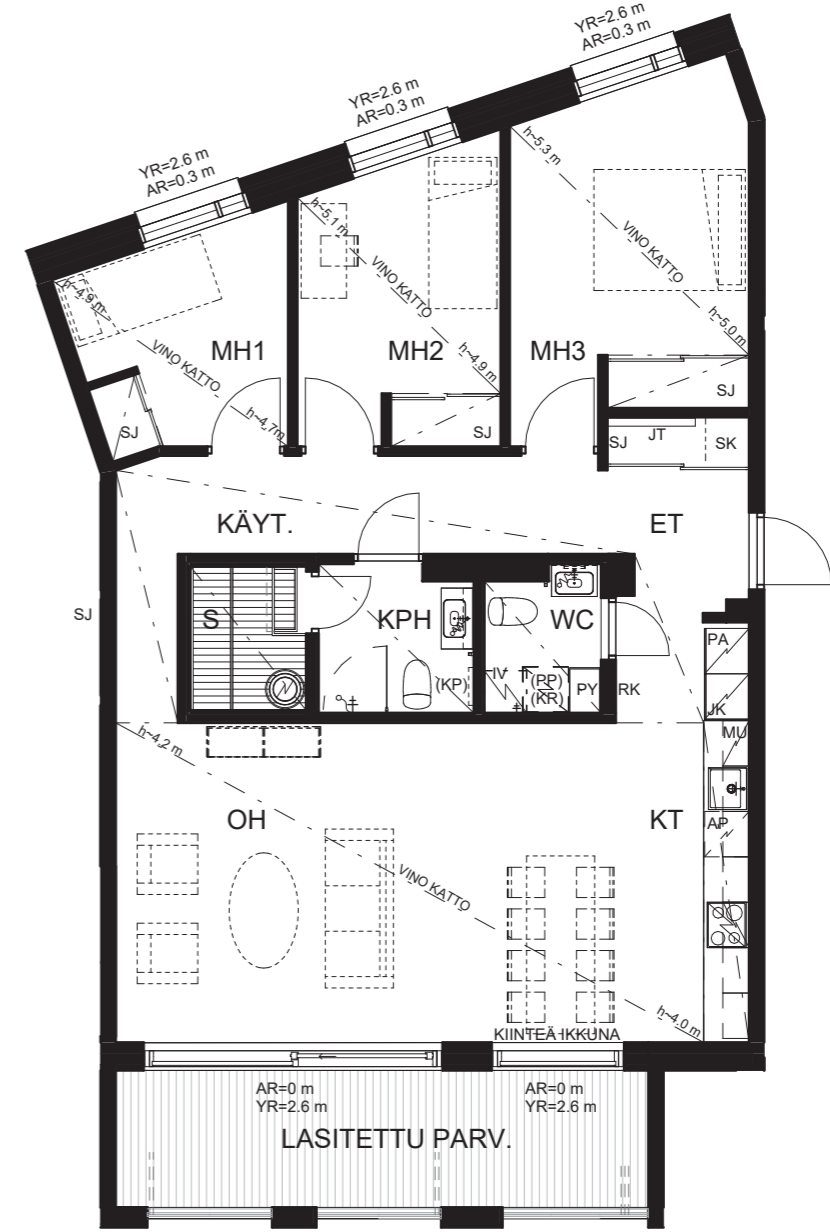 YR=2.6 m
AR=0.3 m
YR=2.6 m
AR=0.3 m
YR=2.6 m
AR=0.3 m
h~5.3 m
h~5.1 m
h~4.9 m
VINO KATTO
VINO KATTO
VINO KATTO
h~5.0 m
h~4.9 m
h~4.7m
MH1
MH2
MH3
SJ
SJ
SJ
SJ
JT
SK
KÄYT.
ET
SJ
S
KPH
WC
(KP)
IV
(PP)
(KR)
PY
RK
PA
JK
MU
AP
h~4.2 m
OH
KT
VINO KATTO
h~4.0 m
KIINTEÄ IKKUNA
AR=0 m
YR=2.6 m
AR=0 m
YR=2.6 m
LASITETTU PARV.